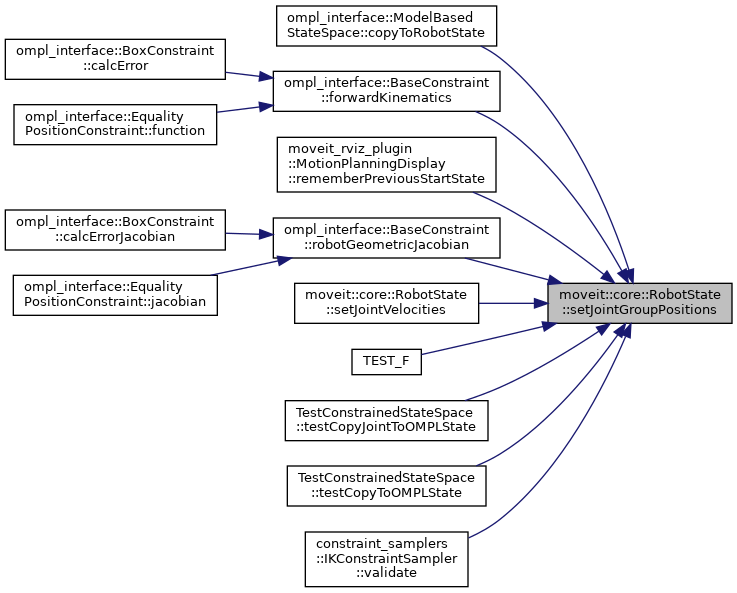 ompl_interface::ModelBased
StateSpace::copyToRobotState
ompl_interface::BoxConstraint
::calcError
ompl_interface::BaseConstraint
::forwardKinematics
ompl_interface::Equality
PositionConstraint::function
moveit_rviz_plugin
::MotionPlanningDisplay
::rememberPreviousStartState
ompl_interface::BoxConstraint
::calcErrorJacobian
ompl_interface::BaseConstraint
::robotGeometricJacobian
ompl_interface::Equality
PositionConstraint::jacobian
moveit::core::RobotState
::setJointVelocities
moveit::core::RobotState
::setJointGroupPositions
TEST_F
TestConstrainedStateSpace
::testCopyJointToOMPLState
TestConstrainedStateSpace
::testCopyToOMPLState
constraint_samplers
::IKConstraintSampler
::validate